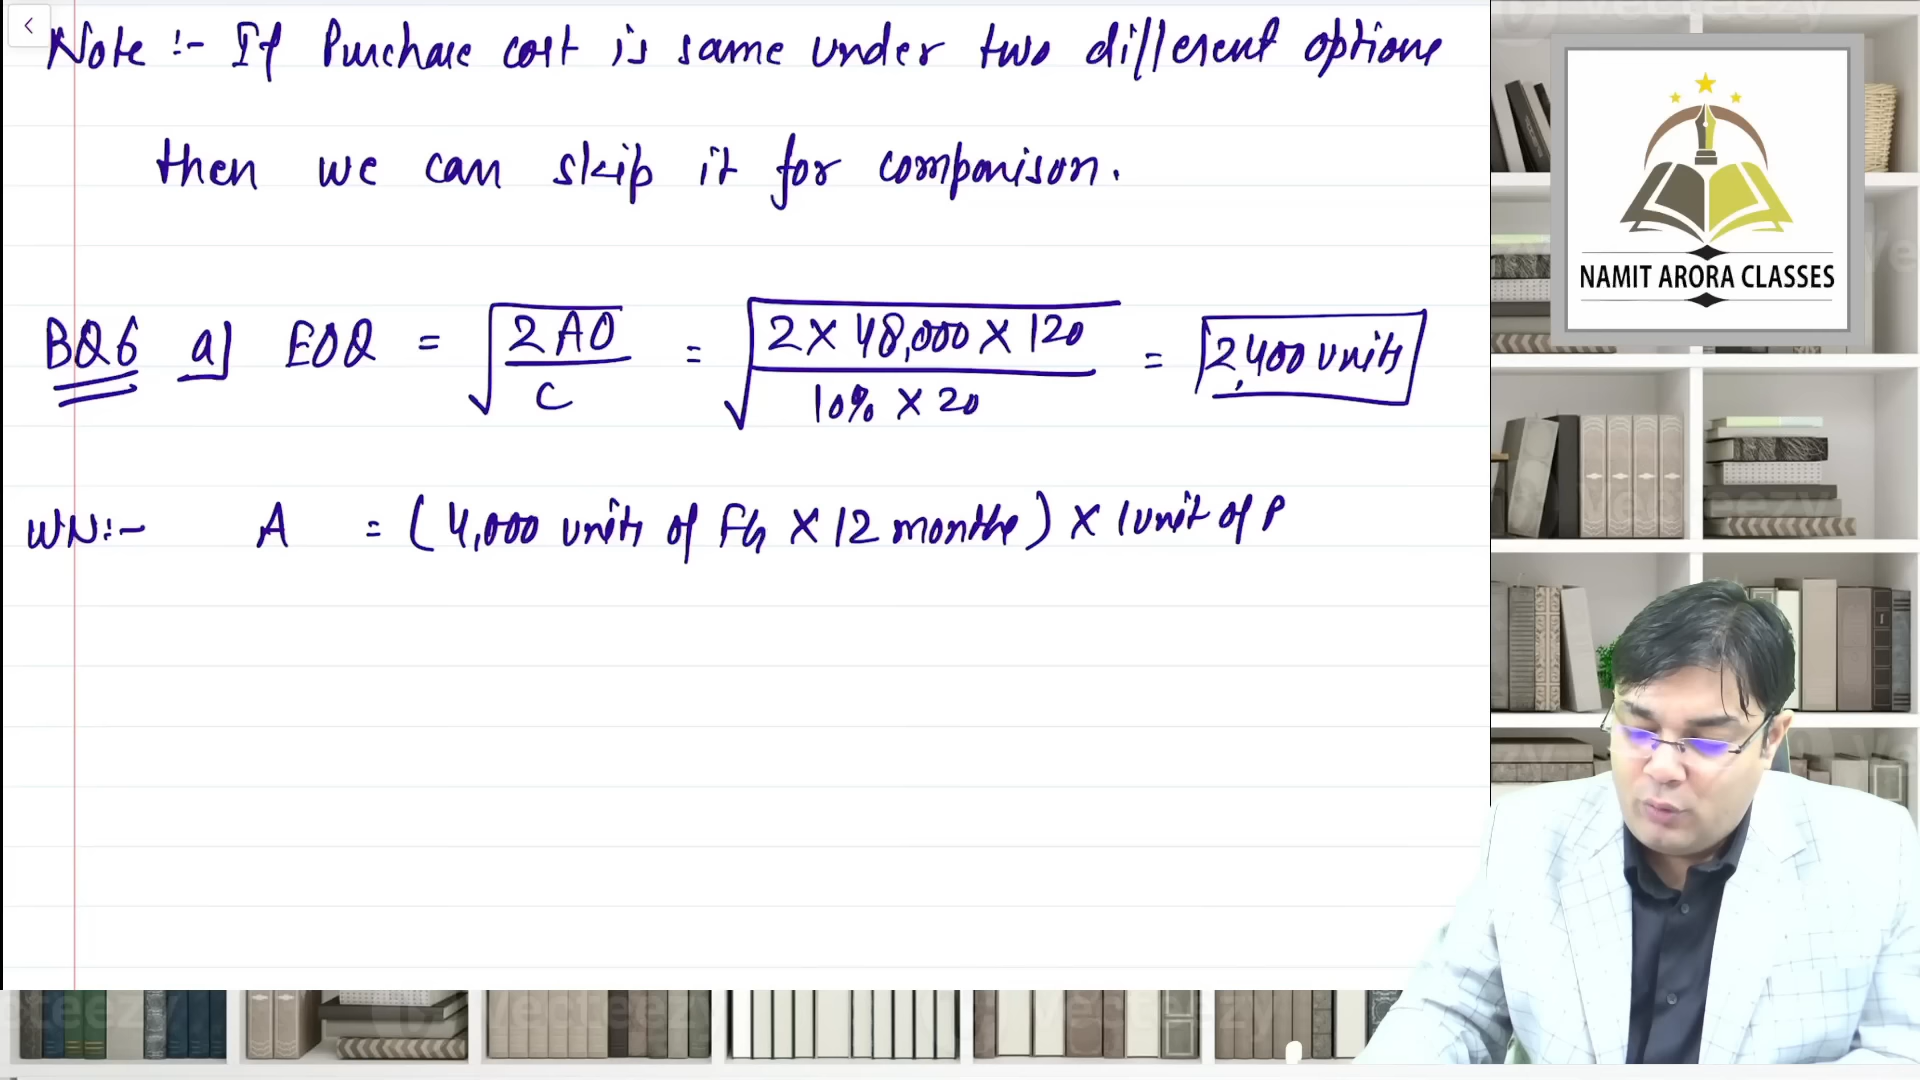 Note :- If Purchase cost is same under two different options
then we can skip it for comparison.
BQ6 a] EOQ = √(2AO / C) = √(2 X 48,000 X 120 / 10% X 20) = 2,400 units
WN:- A = (4,000 units of FG X 12 months) X 1 unit of P
NAMIT ARORA CLASSES